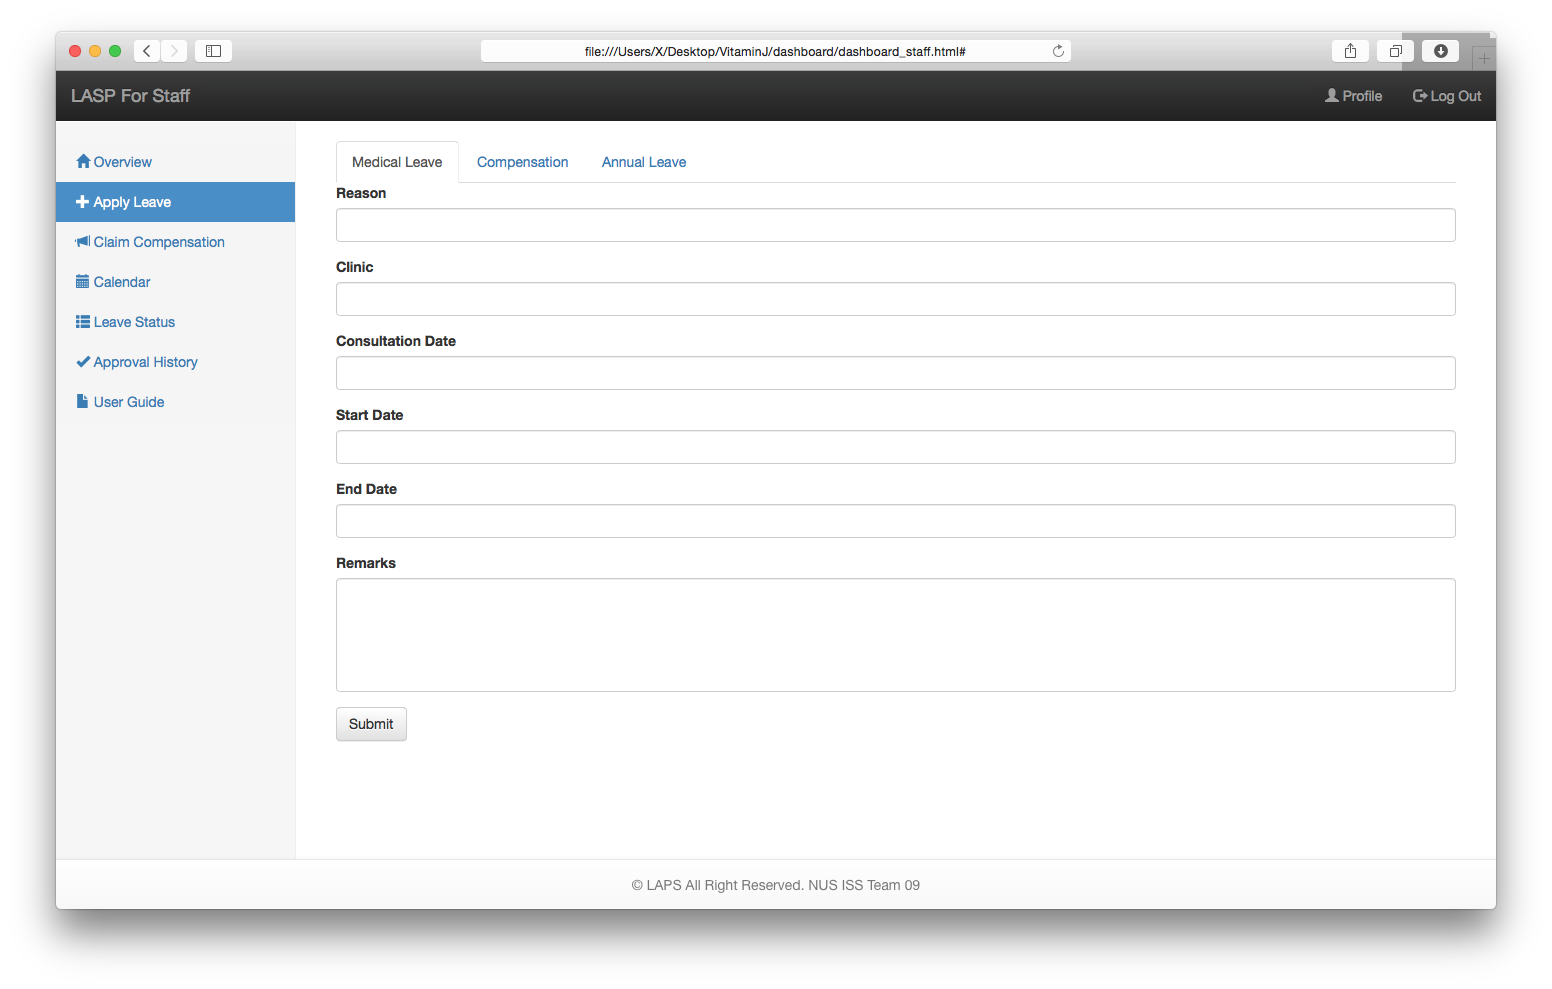 file:///Users/X/Desktop/VitaminJ/dashboard/dashboard_staff.html#
LASP For Staff
Profile
Log Out
Overview
Apply Leave
Claim Compensation
Calendar
Leave Status
Approval History
User Guide
Medical Leave
Compensation
Annual Leave
Reason
Clinic
Consultation Date
Start Date
End Date
Remarks
Submit
© LAPS All Right Reserved. NUS ISS Team 09